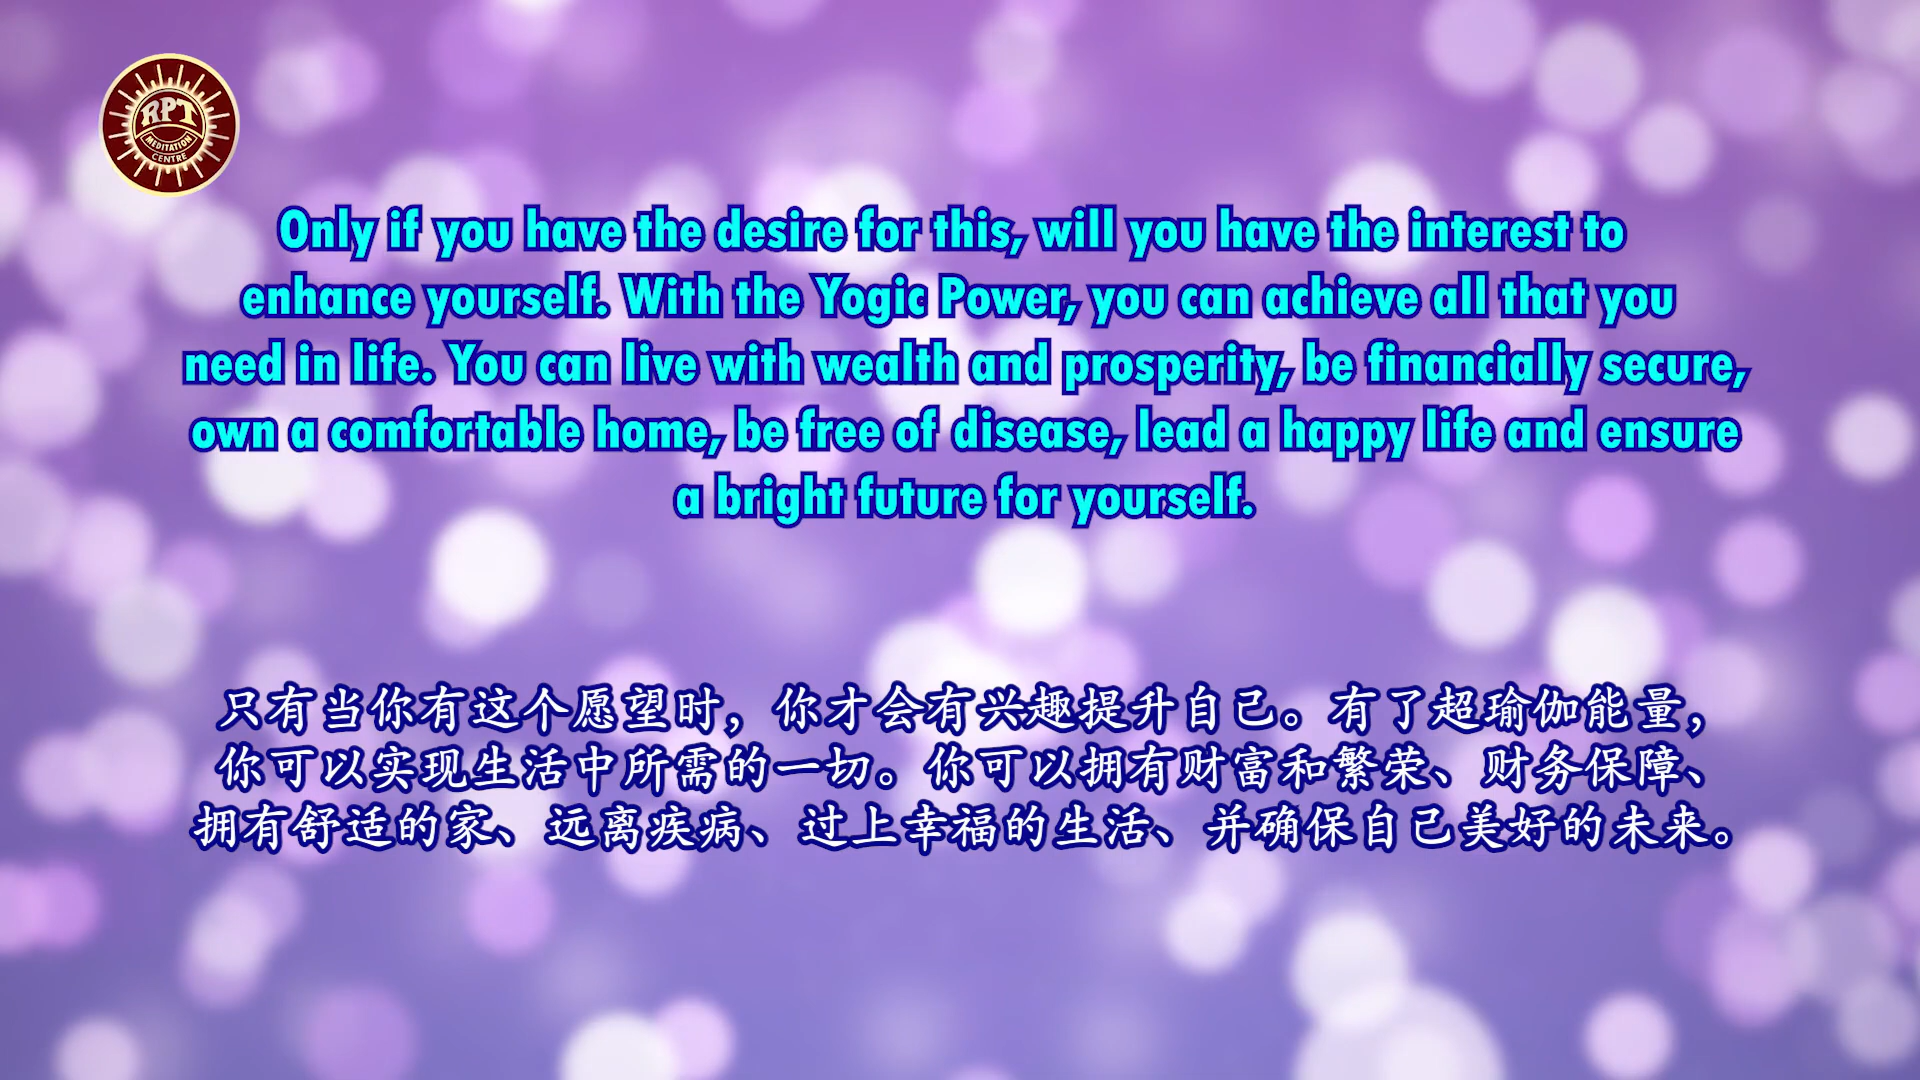 RPT
MEDITATION
CENTRE
Only if you have the desire for this, will you have the interest to
enhance yourself. With the Yogic Power, you can achieve all that you
need in life. You can live with wealth and prosperity, be financially secure,
own a comfortable home, be free of disease, lead a happy life and ensure
a bright future for yourself.
只有当你有这个愿望时，你才会有兴趣提升自己。有了超瑜伽能量，
你可以实现生活中所需的一切。你可以拥有财富和繁荣、财务保障、
拥有舒适的家、远离疾病、过上幸福的生活、并确保自己美好的未来。